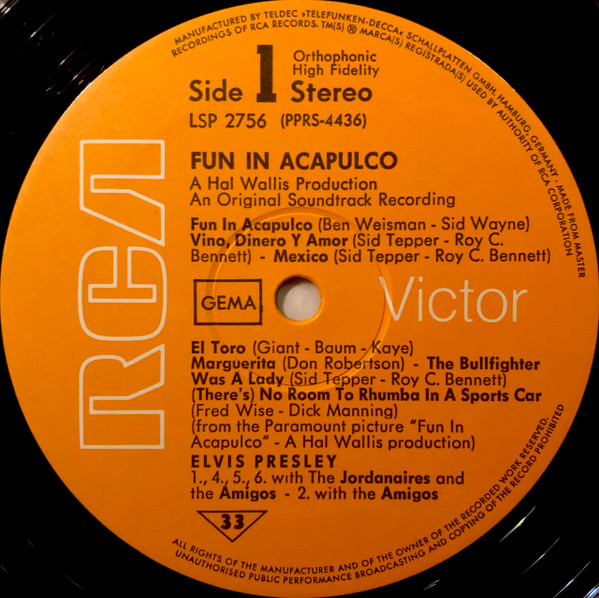 MANUFACTURED BY TELDEC »TELEFUNKEN-DECCA« SCHALLPLATTEN GMBH, HAMBURG, GERMANY · MADE FROM MASTER
RECORDINGS OF RCA RECORDS. TM(S) ® MARCA(S) REGISTRADA(S) USED BY AUTHORITY OF RCA CORPORATION
Side 1 Orthophonic
High Fidelity
Stereo
LSP 2756 (PPRS-4436)
FUN IN ACAPULCO
A Hal Wallis Production
An Original Soundtrack Recording
Fun In Acapulco (Ben Weisman - Sid Wayne)
Vino, Dinero Y Amor (Sid Tepper - Roy C.
Bennett) - Mexico (Sid Tepper - Roy C. Bennett)
RCA
GEMA
Victor
El Toro (Giant - Baum - Kaye)
Marguerita (Don Robertson) - The Bullfighter
Was A Lady (Sid Tepper - Roy C. Bennett)
(There's) No Room To Rhumba In A Sports Car
(Fred Wise - Dick Manning)
(from the Paramount picture "Fun In
Acapulco" - A Hal Wallis production)
ELVIS PRESLEY
1., 4., 5., 6. with The Jordanaires and
the Amigos - 2. with the Amigos
33
ALL RIGHTS OF THE MANUFACTURER AND OF THE OWNER OF THE RECORDED WORK RESERVED.
UNAUTHORISED PUBLIC PERFORMANCE BROADCASTING AND COPYING OF THE RECORD PROHIBITED